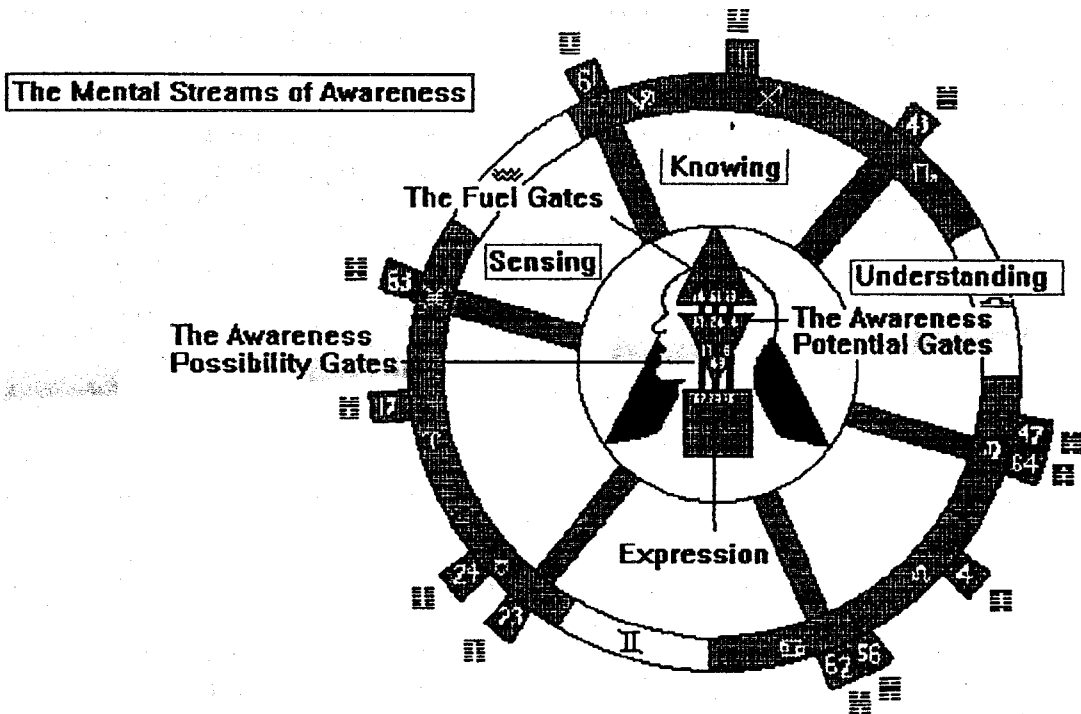 The Mental Streams of Awareness
Knowing
The Fuel Gates
Sensing
Understanding
The Awareness
Potential Gates
The Awareness
Possibility Gates
Expression
61
11
43
53
17
24
23
62 56
4
47
64